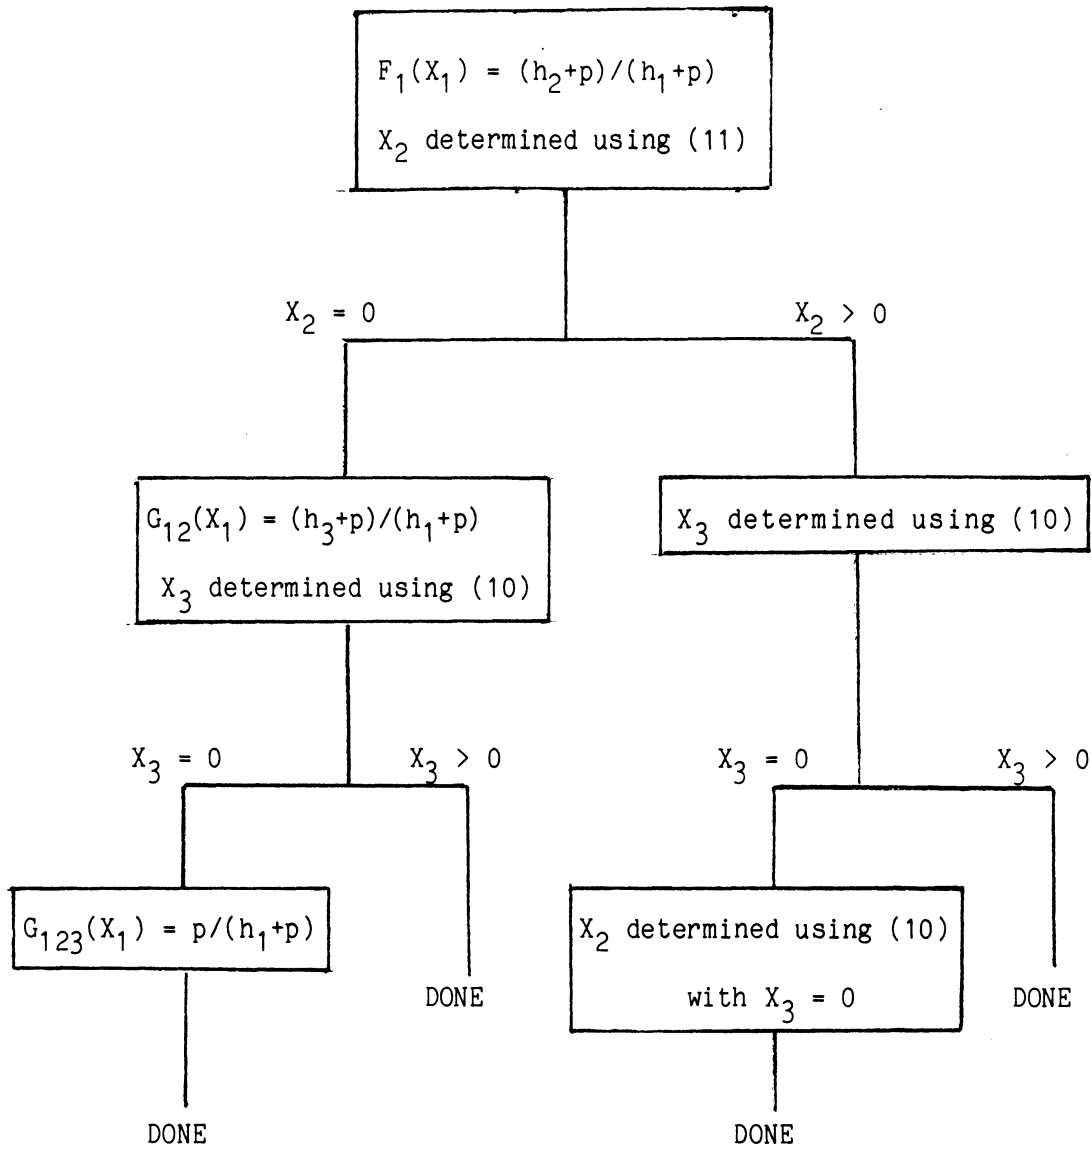 F₁(X₁) = (h₂+p)/(h₁+p)
X₂ determined using (11)
X₂ = 0
X₂ > 0
G₁₂(X₁) = (h₃+p)/(h₁+p)
X₃ determined using (10)
X₃ determined using (10)
X₃ = 0
X₃ > 0
X₃ = 0
X₃ > 0
G₁₂₃(X₁) = p/(h₁+p)
DONE
X₂ determined using (10)
with X₃ = 0
DONE
DONE
DONE